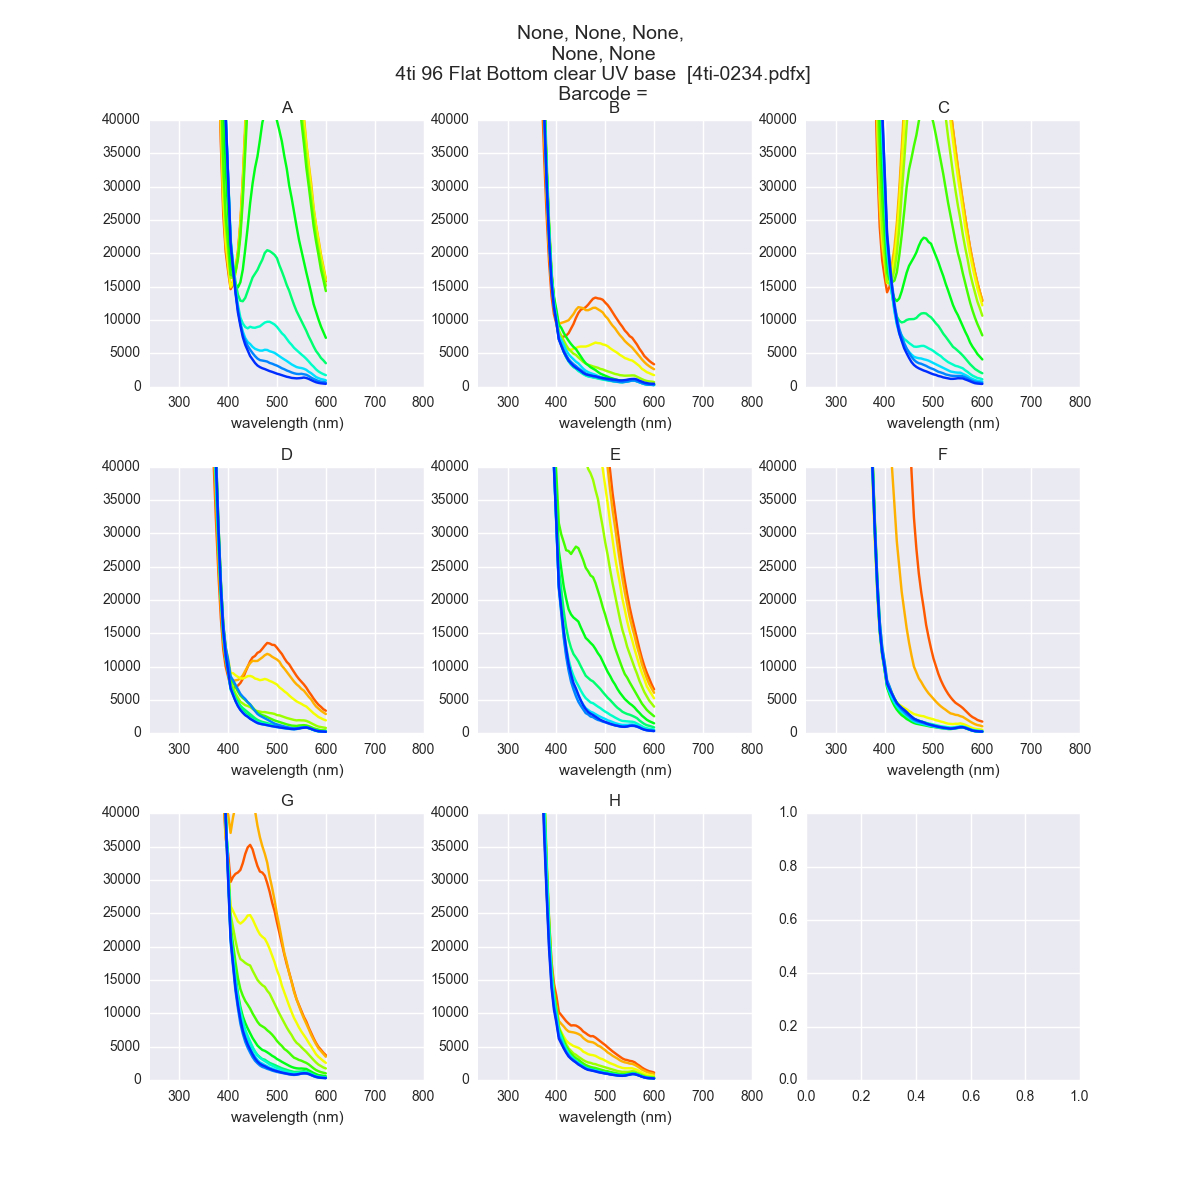 None, None, None,
None, None
4ti 96 Flat Bottom clear UV base  [4ti-0234.pdfx]
Barcode =
A
B
C
40000 40000 40000
35000 35000 35000
30000 30000 30000
25000 25000 25000
20000 20000 20000
15000 15000 15000
10000 10000 10000
5000 5000 5000
0 0 0
300 400 500 600 700 800 300 400 500 600 700 800 300 400 500 600 700 800
wavelength (nm) wavelength (nm) wavelength (nm)
D
E
F
40000 40000 40000
35000 35000 35000
30000 30000 30000
25000 25000 25000
20000 20000 20000
15000 15000 15000
10000 10000 10000
5000 5000 5000
0 0 0
300 400 500 600 700 800 300 400 500 600 700 800 300 400 500 600 700 800
wavelength (nm) wavelength (nm) wavelength (nm)
G
H
40000 40000 1.0
35000 35000
30000 30000 0.8
25000 25000
20000 20000 0.6
15000 15000 0.4
10000 10000
5000 5000 0.2
0 0 0.0
300 400 500 600 700 800 300 400 500 600 700 800 0.0 0.2 0.4 0.6 0.8 1.0
wavelength (nm) wavelength (nm)